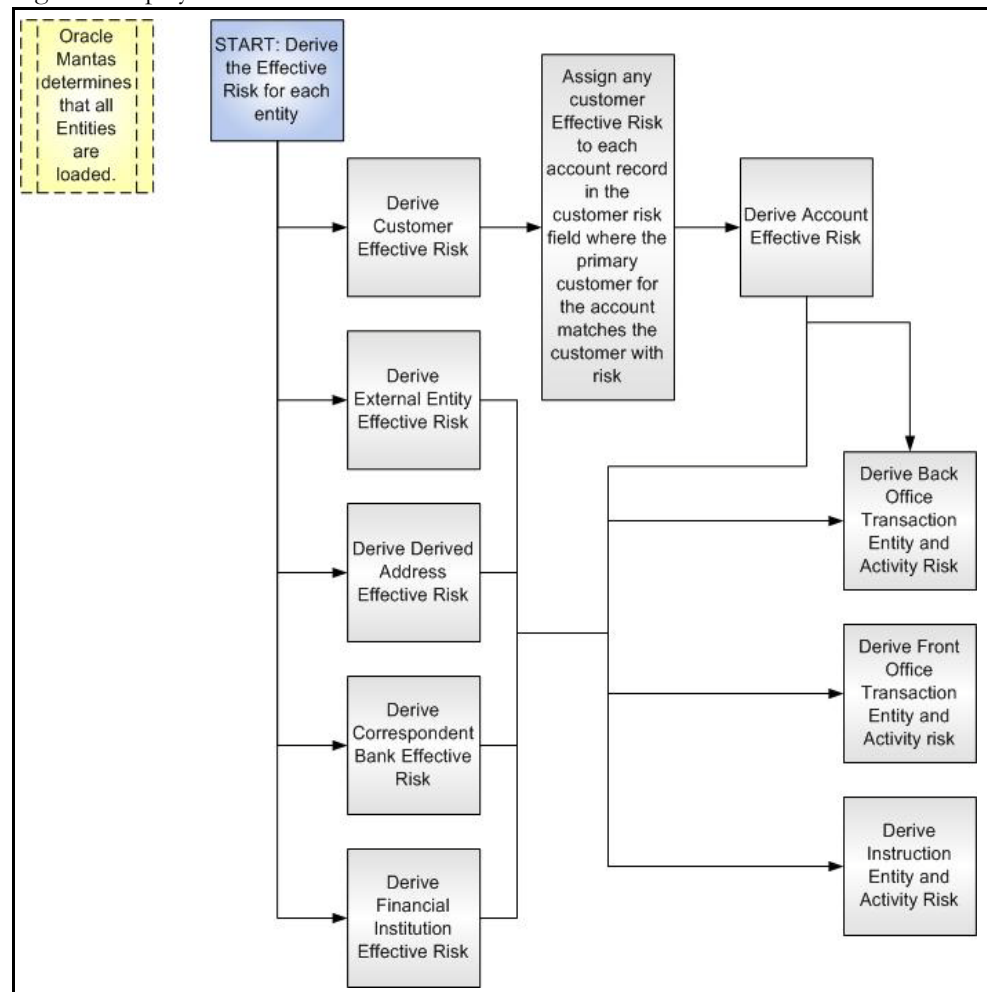 Oracle
Mantas
determines
that all
Entities
are
loaded.
START: Derive
the Effective
Risk for each
entity
Derive
Customer
Effective Risk
Assign any
customer
Effective Risk
to each
account record
in the
customer risk
field where the
primary
customer for
the account
matches the
customer with
risk
Derive Account
Effective Risk
Derive
External Entity
Effective Risk
Derive Derived
Address
Effective Risk
Derive
Correspondent
Bank Effective
Risk
Derive
Financial
Institution
Effective Risk
Derive Back
Office
Transaction
Entity and
Activity Risk
Derive Front
Office
Transaction
Entity and
Activity risk
Derive
Instruction
Entity and
Activity Risk